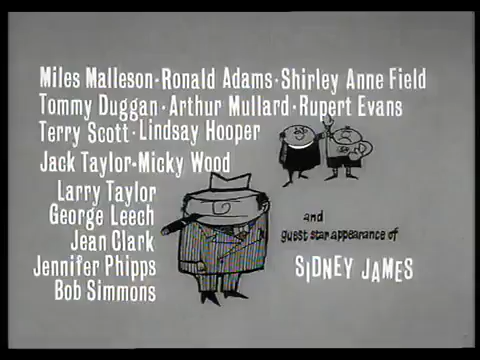 Miles Malleson·Ronald Adams·Shirley Anne Field
Tommy Duggan·Arthur Mullard·Rupert Evans
Terry Scott·Lindsay Hooper
Jack Taylor·Micky Wood
Larry Taylor
George Leech
Jean Clark
Jennifer Phipps
Bob Simmons
and
guest star appearance of
SIDNEY JAMES